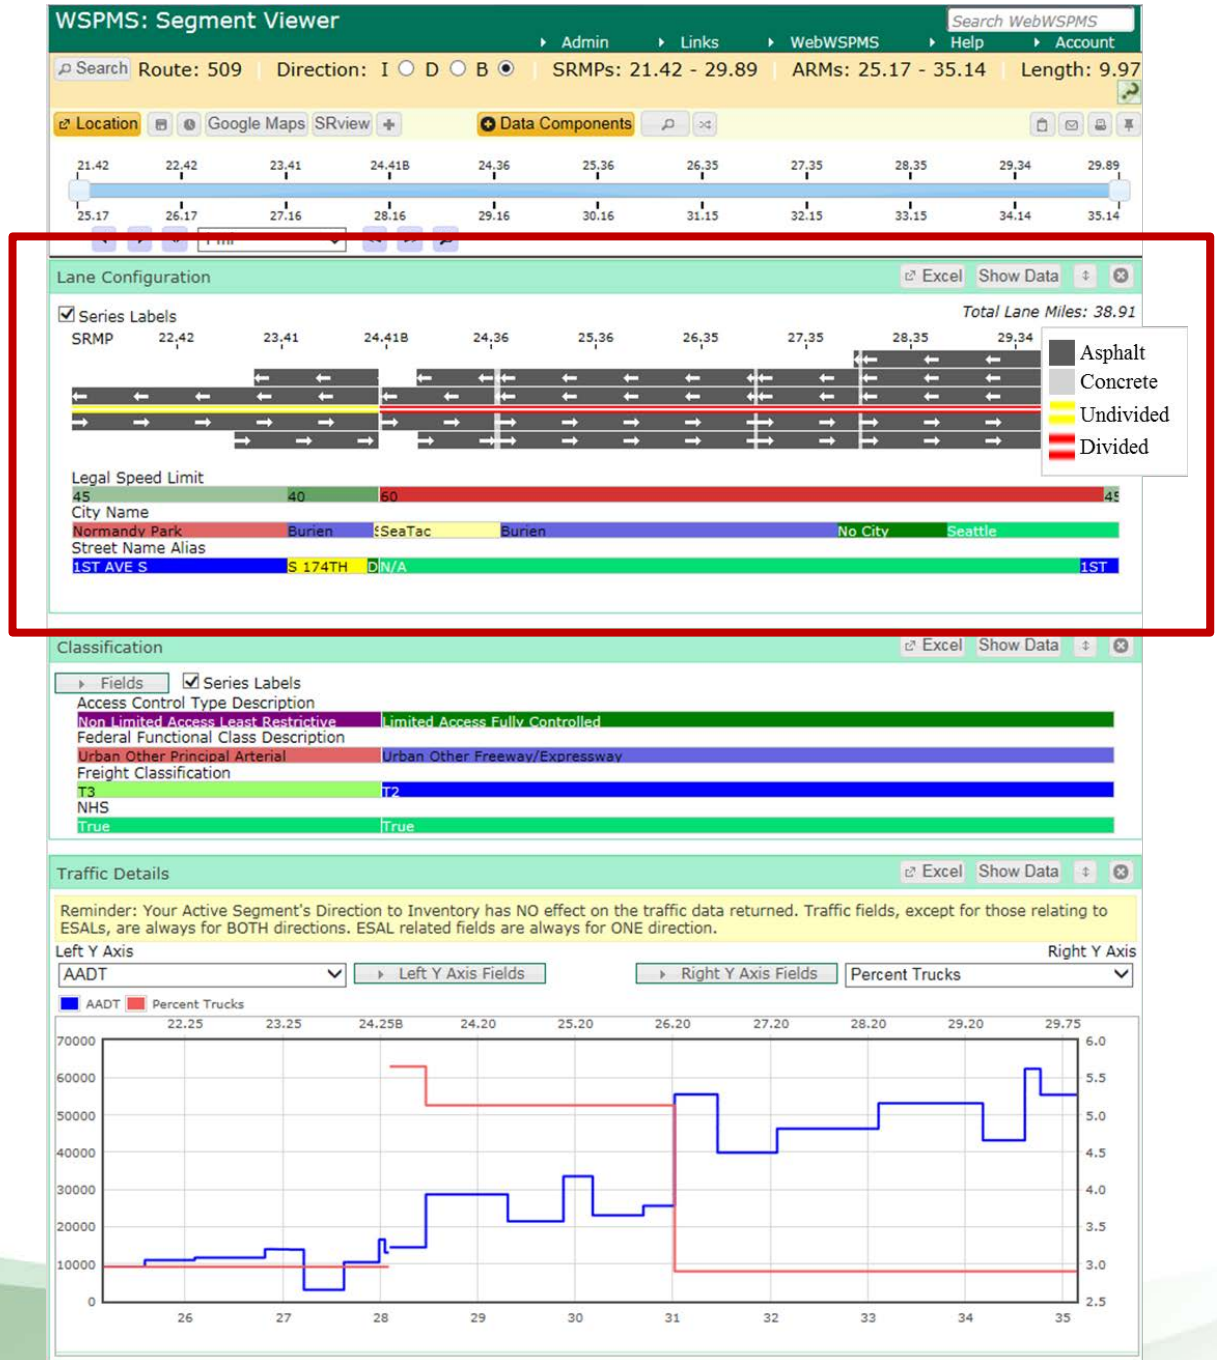 WSPMS: Segment Viewer
Search WebWSPMS
Admin Links WebWSPMS Help Account
Search Route: 509 Direction: I D B SRMPs: 21.42 - 29.89 ARMs: 25.17 - 35.14 Length: 9.97
Location Google Maps SRview Data Components
21.42 22.42 23.41 24.41B 24.36 25.36 26.35 27.35 28.35 29.34 29.89
25.17 26.17 27.16 28.16 29.16 30.16 31.15 32.15 33.15 34.14 35.14
Lane Configuration Excel Show Data
Series Labels Total Lane Miles: 38.91
SRMP 22.42 23.41 24.41B 24.36 25.36 26.35 27.35 28.35 29.34
Asphalt
Concrete
Undivided
Divided
Legal Speed Limit
45 40 60 45
City Name
Normandy Park Burien SeaTac Burien No City Seattle
Street Name Alias
1ST AVE S S 174TH D N/A 1ST
Classification Excel Show Data
Fields Series Labels
Access Control Type Description
Non Limited Access Least Restrictive Limited Access Fully Controlled
Federal Functional Class Description
Urban Other Principal Arterial Urban Other Freeway/Expressway
Freight Classification
T3 T2
NHS
True True
Traffic Details Excel Show Data
Reminder: Your Active Segment's Direction to Inventory has NO effect on the traffic data returned. Traffic fields, except for those relating to
ESALs, are always for BOTH directions. ESAL related fields are always for ONE direction.
Left Y Axis Right Y Axis
AADT Left Y Axis Fields Right Y Axis Fields Percent Trucks
AADT Percent Trucks
22.25 23.25 24.25B 24.20 25.20 26.20 27.20 28.20 29.20 29.75
70000 6.0
60000 5.5
50000 5.0
40000 4.5
30000 4.0
20000 3.5
10000 3.0
0 2.5
26 27 28 29 30 31 32 33 34 35